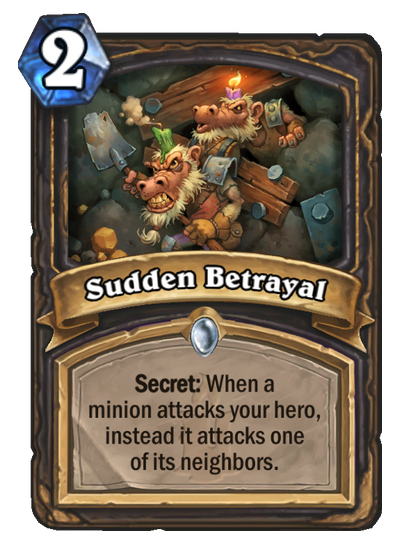 2
Sudden Betrayal
Secret: When a
minion attacks your hero,
instead it attacks one
of its neighbors.